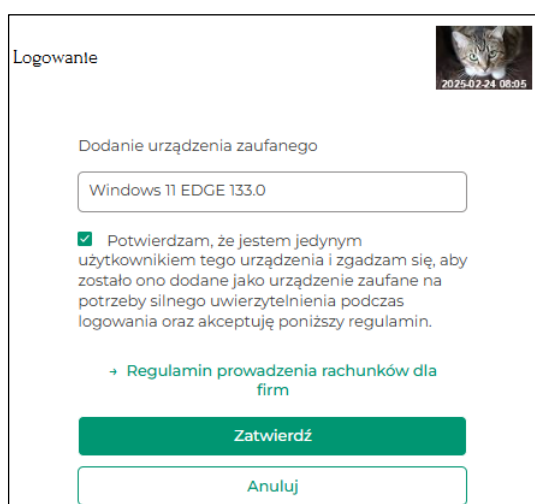 Logowanie
2025-02-24 08:05
Dodanie urządzenia zaufanego
Windows 11 EDGE 133.0
Potwierdzam, że jestem jedynym
użytkownikiem tego urządzenia i zgadzam się, aby
zostało ono dodane jako urządzenie zaufane na
potrzeby silnego uwierzytelnienia podczas
logowania oraz akceptuję poniższy regulamin.
→ Regulamin prowadzenia rachunków dla
firm
Zatwierdź
Anuluj